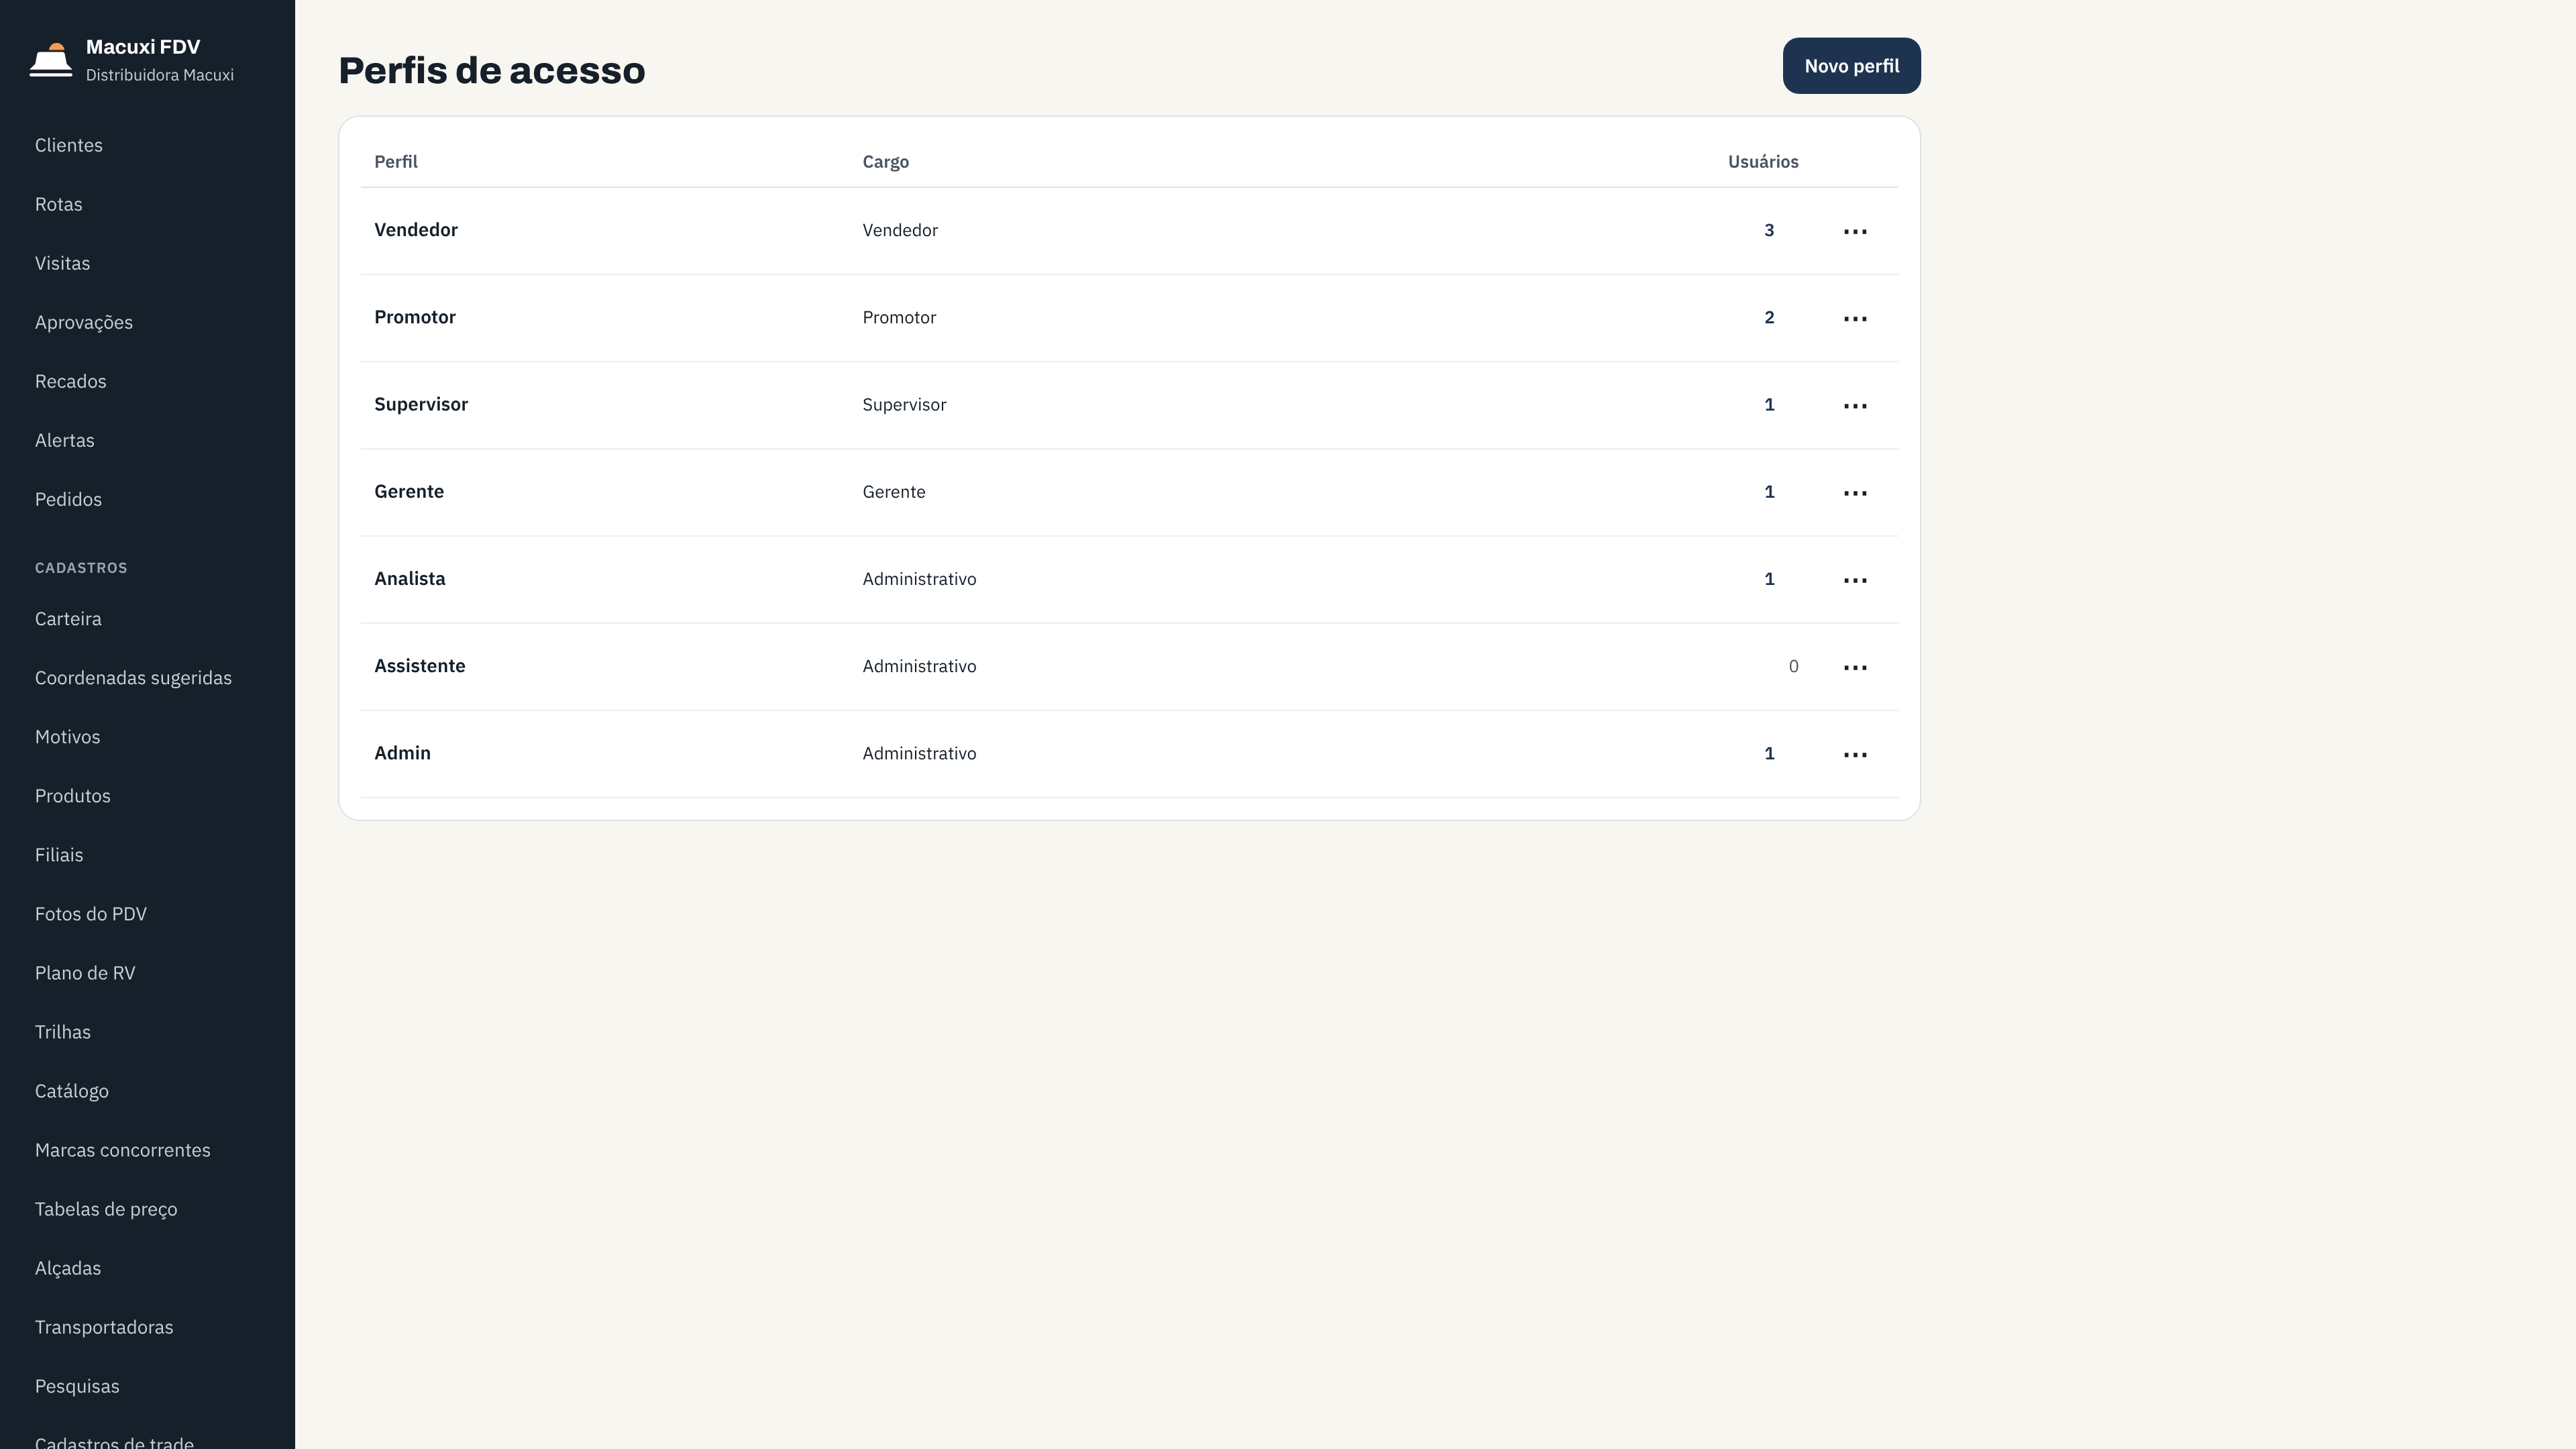 Macuxi FDV
Distribuidora Macuxi
Clientes
Rotas
Visitas
Aprovações
Recados
Alertas
Pedidos
CADASTROS
Carteira
Coordenadas sugeridas
Motivos
Produtos
Filiais
Fotos do PDV
Plano de RV
Trilhas
Catálogo
Marcas concorrentes
Tabelas de preço
Alçadas
Transportadoras
Pesquisas
Cadastros de trade
Perfis de acesso
Novo perfil
Perfil Cargo Usuários
Vendedor Vendedor 3 ...
Promotor Promotor 2 ...
Supervisor Supervisor 1 ...
Gerente Gerente 1 ...
Analista Administrativo 1 ...
Assistente Administrativo 0 ...
Admin Administrativo 1 ...